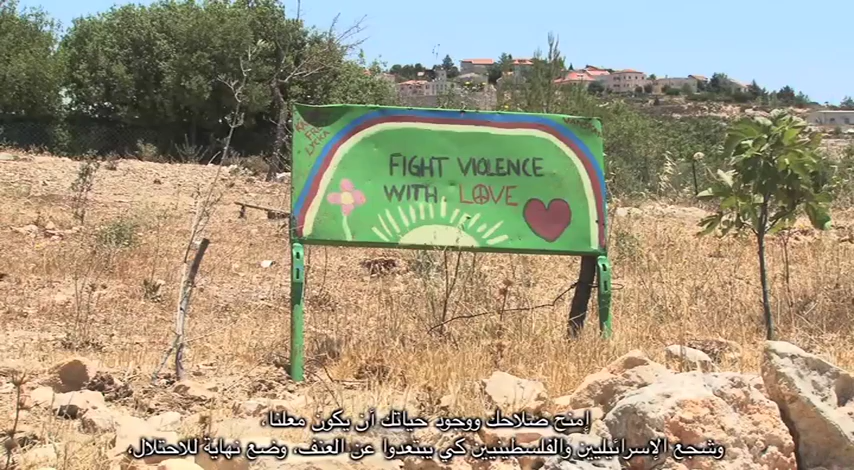 FIGHT VIOLENCE
WITH LOVE
إمنح صلاحك ووجود حياتك أن يكون معلنا،
وشجع الإسرائيليين والفلسطينيين كي يبتعدوا عن العنف، وضع نهاية للاحتلال،